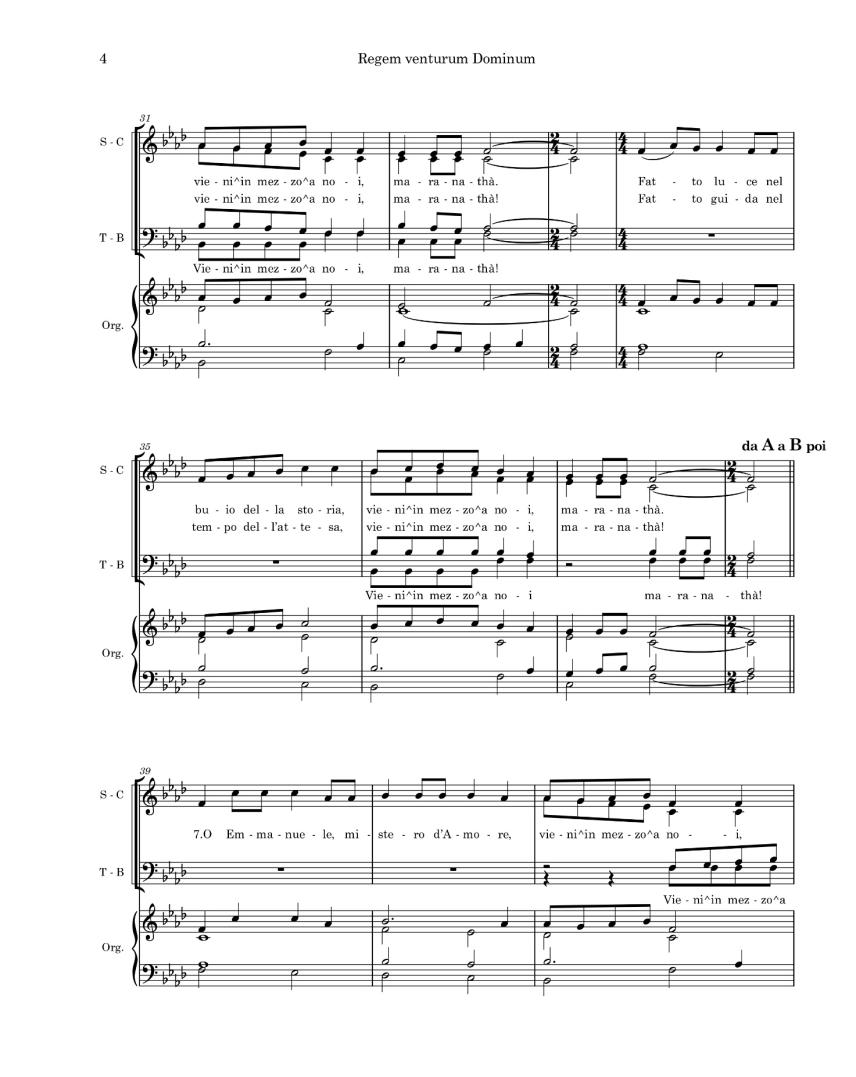 4 Regem venturum Dominum
31
S - C
vie - ni^in mez - zo^a no - i, ma - ra - na - thà. Fat - to lu - ce nel
vie - ni^in mez - zo^a no - i, ma - ra - na - thà! Fat - to gui - da nel
T - B
Vie - ni^in mez - zo^a no - i, ma - ra - na - thà!
Org.
da A a B poi
35
S - C
bu - io del - la sto - ria, vie - ni^in mez - zo^a no - i, ma - ra - na - thà.
tem - po del - l'at - te - sa, vie - ni^in mez - zo^a no - i, ma - ra - na - thà!
T - B
Vie - ni^in mez - zo^a no - i ma - ra - na - thà!
Org.
39
S - C
7.O Em - ma - nue - le, mi - ste - ro d'A - mo - re, vie - ni^in mez - zo^a no - - i,
T - B
Vie - ni^in mez - zo^a
Org.